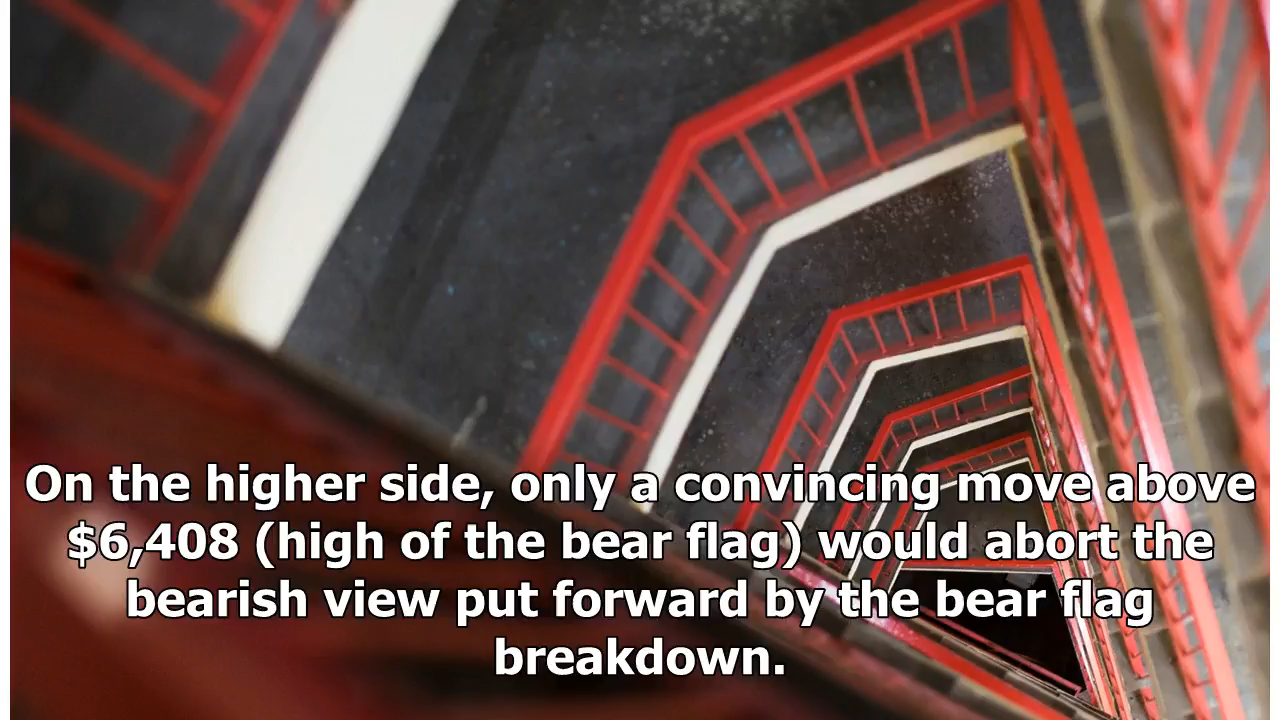 On the higher side, only a convincing move above
$6,408 (high of the bear flag) would abort the
bearish view put forward by the bear flag
breakdown.